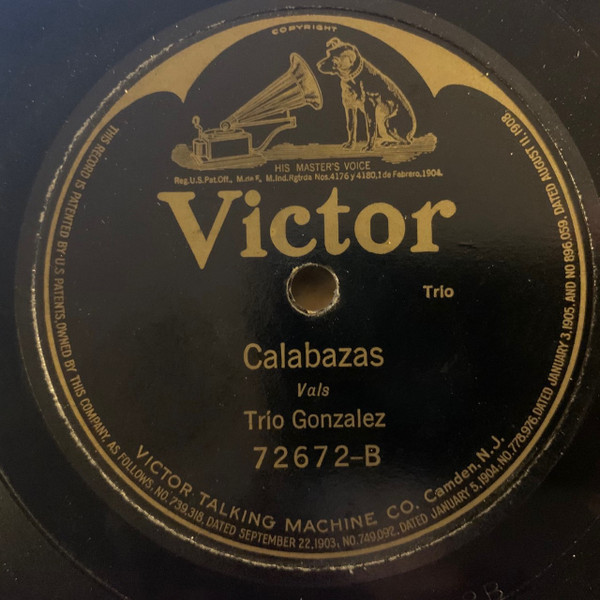 COPYRIGHT
HIS MASTER'S VOICE
Reg.U.S.Pat.Off., M.de F. M.Ind.Rgtrda Nos.4176 y 4180,1 de Febrero,1904.
Victor
Trio
Calabazas
Vals
Trío Gonzalez
72672-B
THIS RECORD IS PATENTED BY U.S PATENTS, OWNED BY THIS COMPANY, AS FOLLOWS, NO.739,318, DATED SEPTEMBER 22,1903, NO.749,092, DATED JANUARY 5,1904, NO.778,976, DATED JANUARY 3,1905, AND NO 896,059, DATED AUGUST 11,1908
VICTOR TALKING MACHINE CO. Camden, N.J.